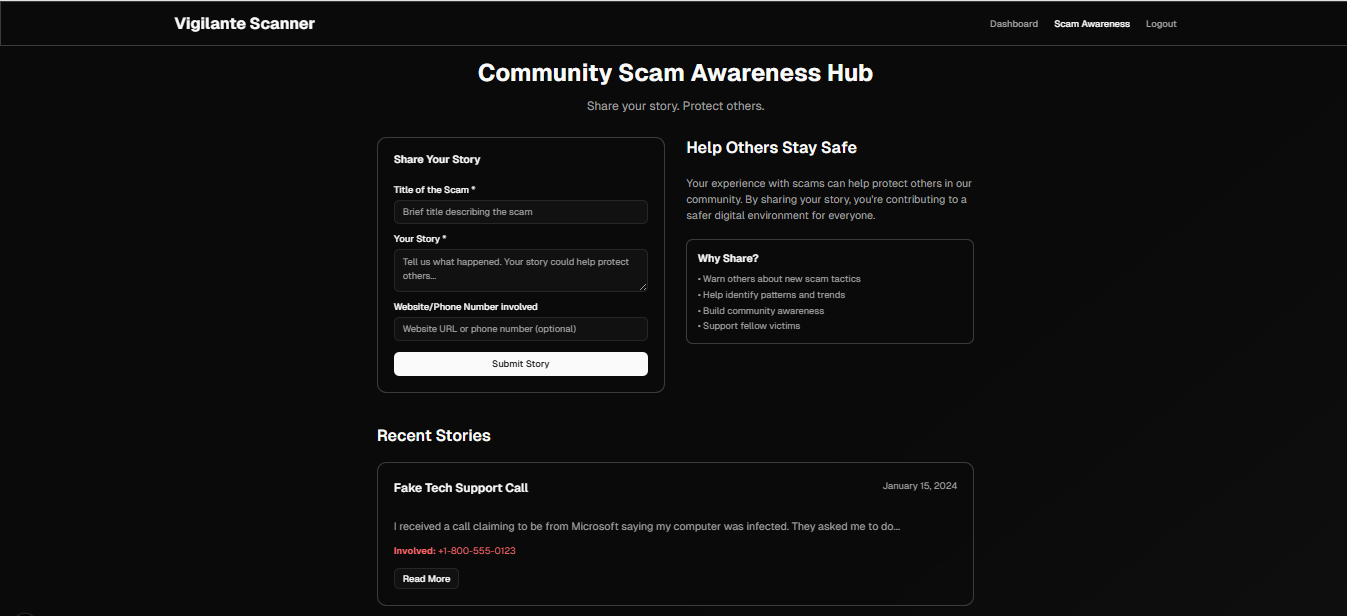 Vigilante Scanner
Dashboard
Scam Awareness
Logout
Community Scam Awareness Hub
Share your story. Protect others.
Share Your Story
Title of the Scam *
Brief title describing the scam
Your Story *
Tell us what happened. Your story could help protect
others...
Website/Phone Number involved
Website URL or phone number (optional)
Submit Story
Help Others Stay Safe
Your experience with scams can help protect others in our
community. By sharing your story, you're contributing to a
safer digital environment for everyone.
Why Share?
• Warn others about new scam tactics
• Help identify patterns and trends
• Build community awareness
• Support fellow victims
Recent Stories
Fake Tech Support Call
January 15, 2024
I received a call claiming to be from Microsoft saying my computer was infected. They asked me to do...
Involved: +1-800-555-0123
Read More